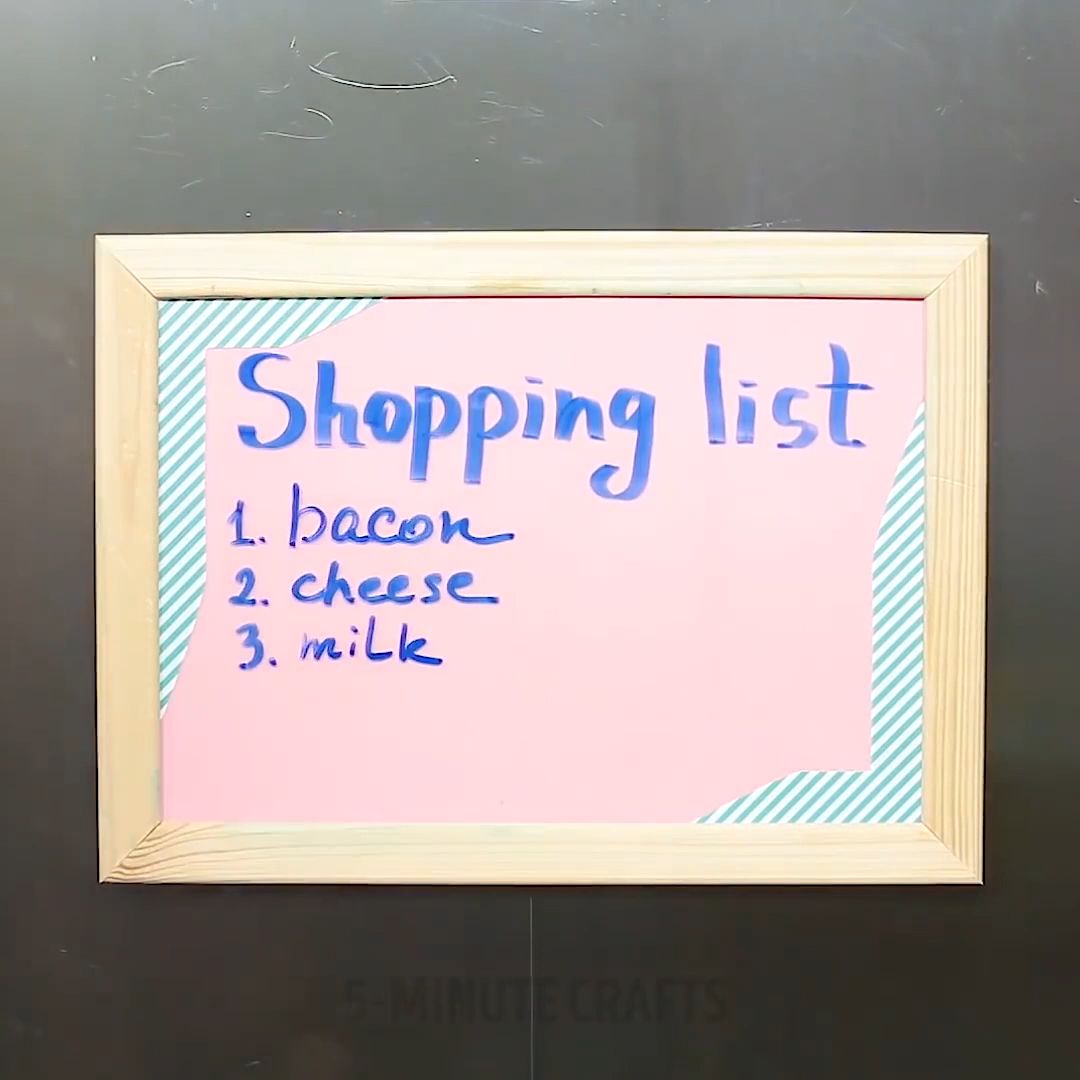 Shopping list
1. bacon
2. cheese
3. milk
5-MINUTE CRAFTS